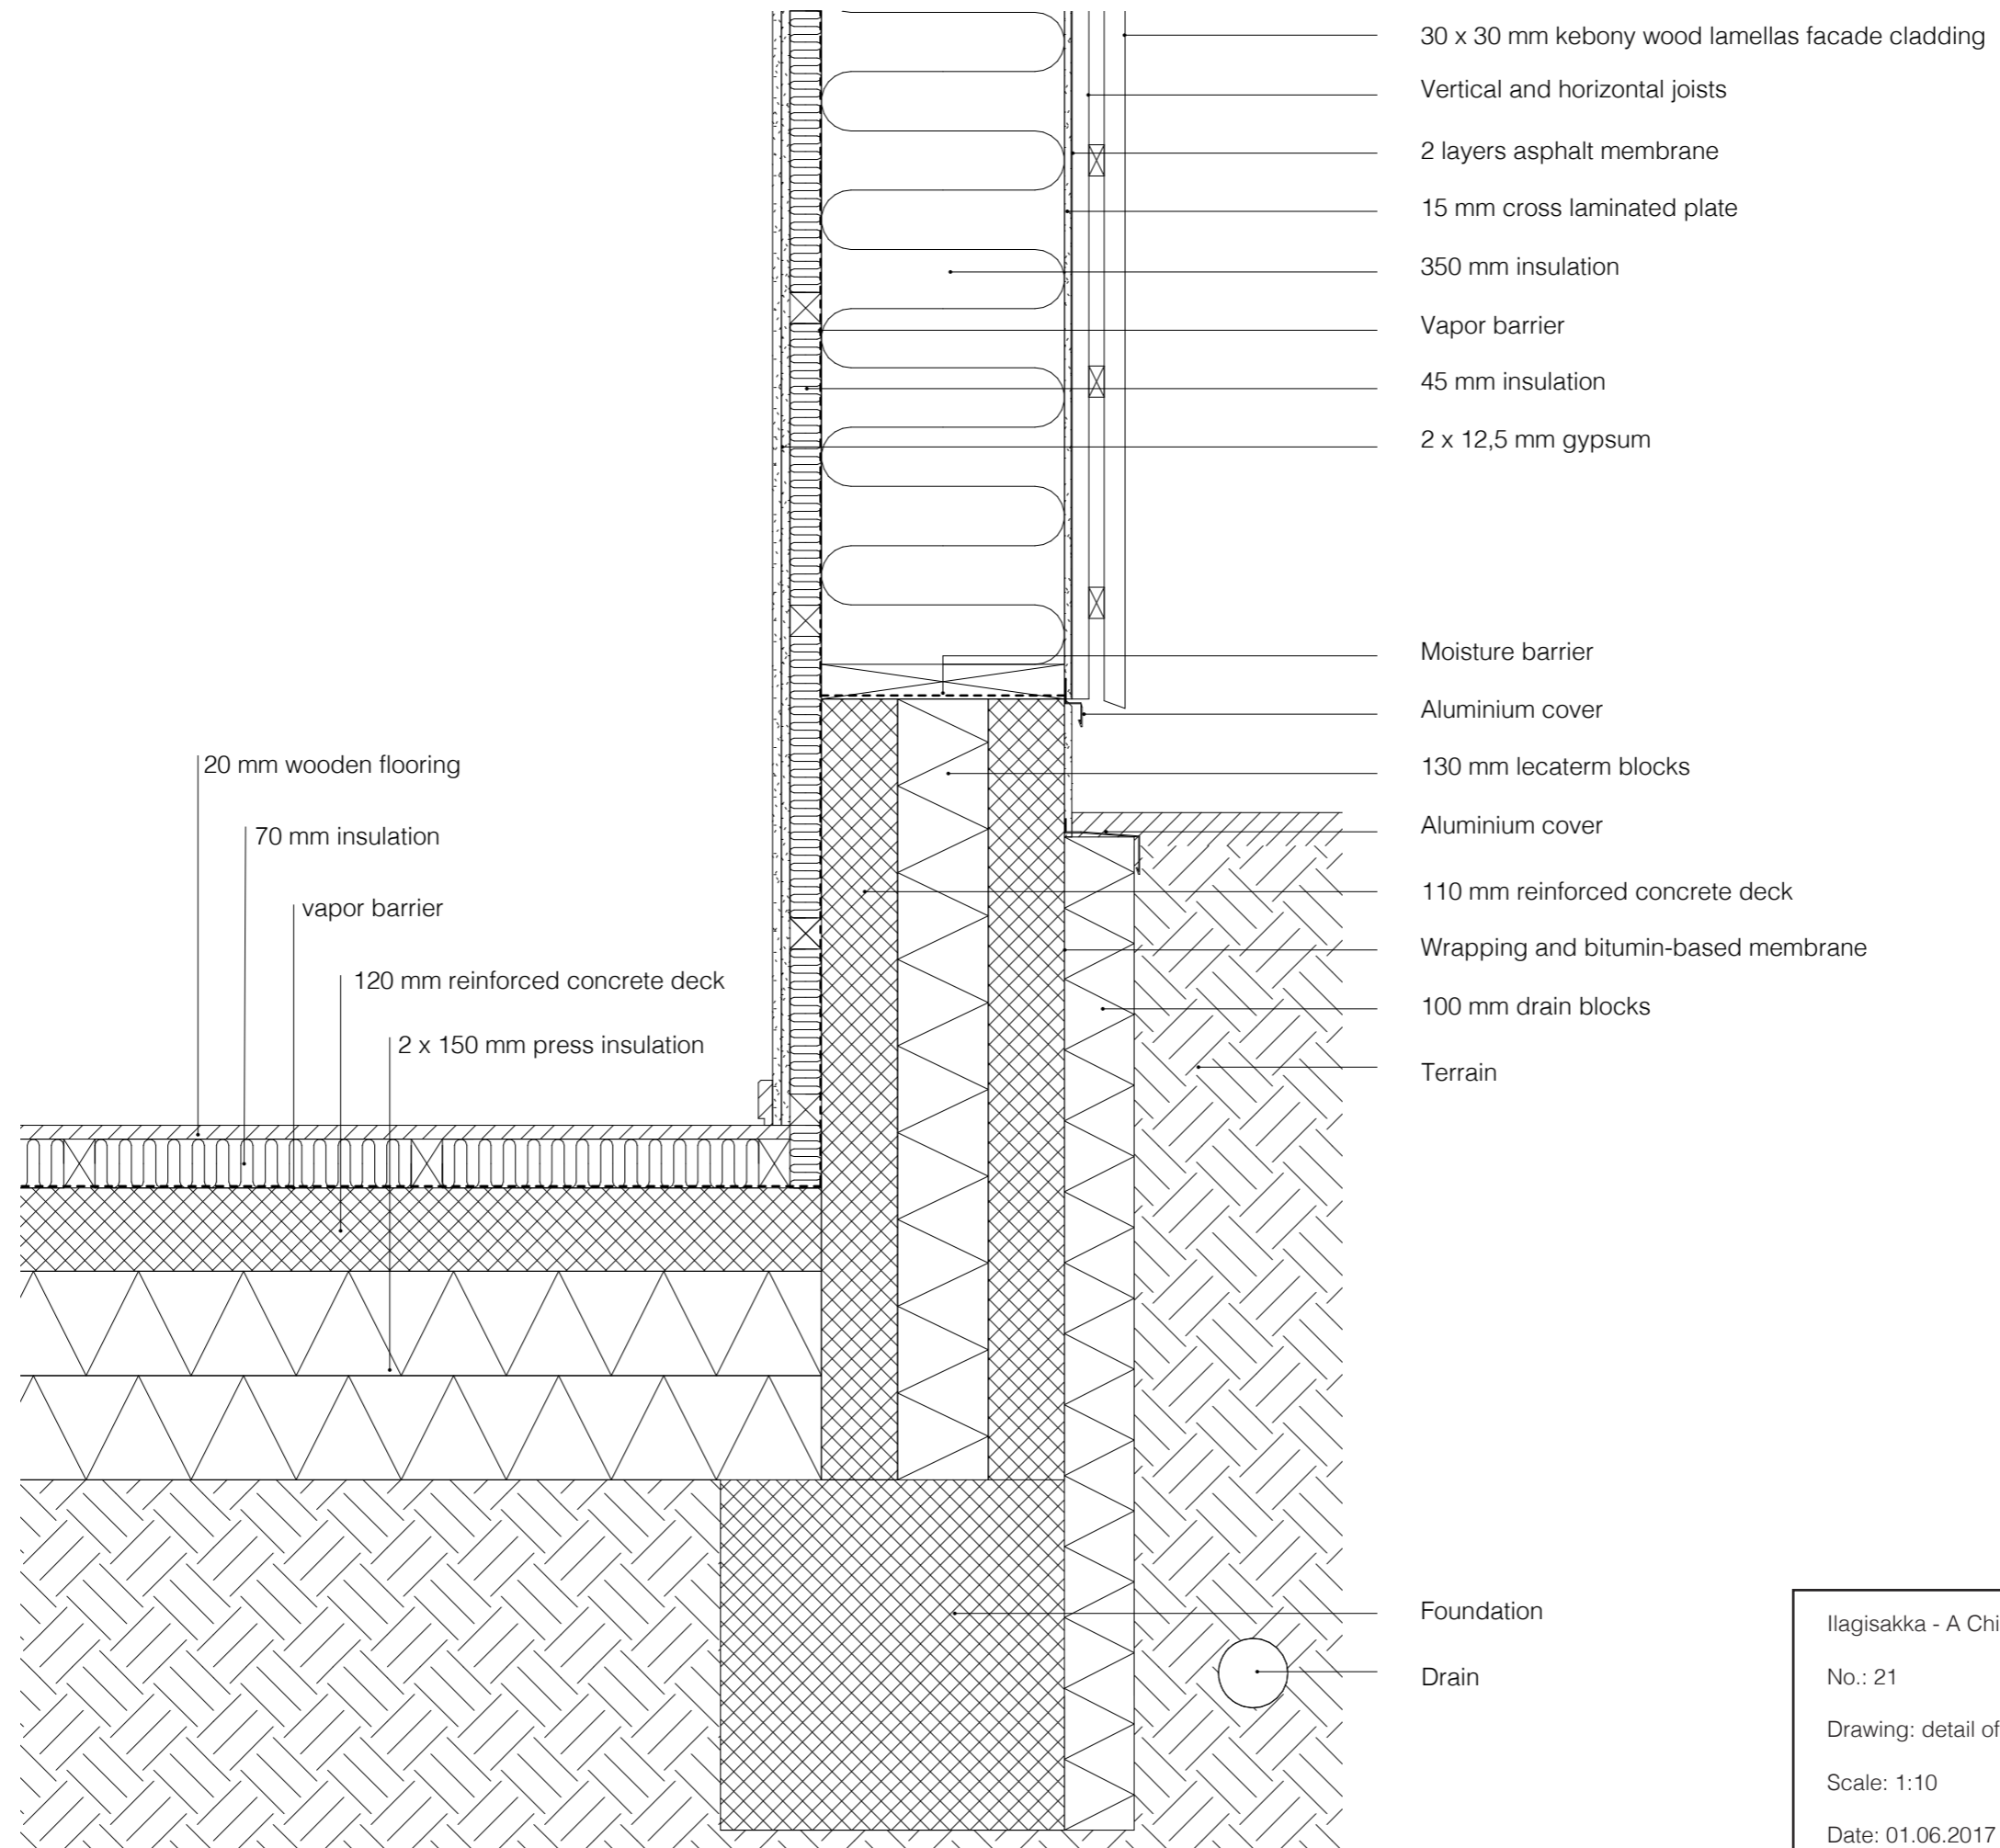 30 x 30 mm kebony wood lamellas facade cladding
Vertical and horizontal joists
2 layers asphalt membrane
15 mm cross laminated plate
350 mm insulation
Vapor barrier
45 mm insulation
2 x 12,5 mm gypsum
Moisture barrier
Aluminium cover
130 mm lecaterm blocks
Aluminium cover
110 mm reinforced concrete deck
Wrapping and bitumin-based membrane
100 mm drain blocks
Terrain
20 mm wooden flooring
70 mm insulation
vapor barrier
120 mm reinforced concrete deck
2 x 150 mm press insulation
Foundation
Drain
Ilagisakka - A Chi
No.: 21
Drawing: detail of
Scale: 1:10
Date: 01.06.2017